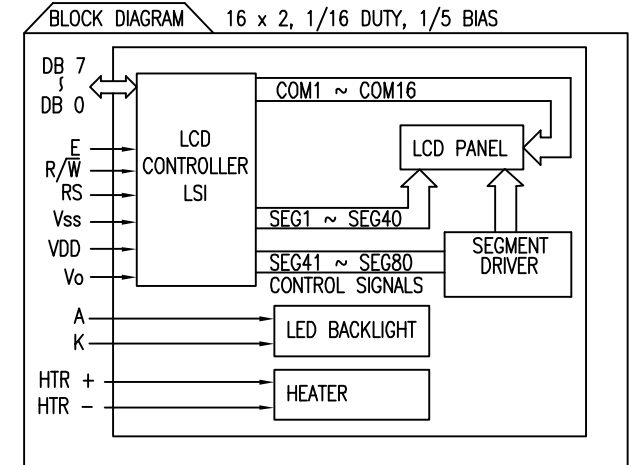 BLOCK DIAGRAM 16 x 2, 1/16 DUTY, 1/5 BIAS
DB 7
~
DB 0
E
R/W̅
RS
Vss
VDD
Vo
A
K
HTR +
HTR -
LCD
CONTROLLER
LSI
COM1 ~ COM16
LCD PANEL
SEG1 ~ SEG40
SEG41 ~ SEG80
CONTROL SIGNALS
SEGMENT
DRIVER
LED BACKLIGHT
HEATER